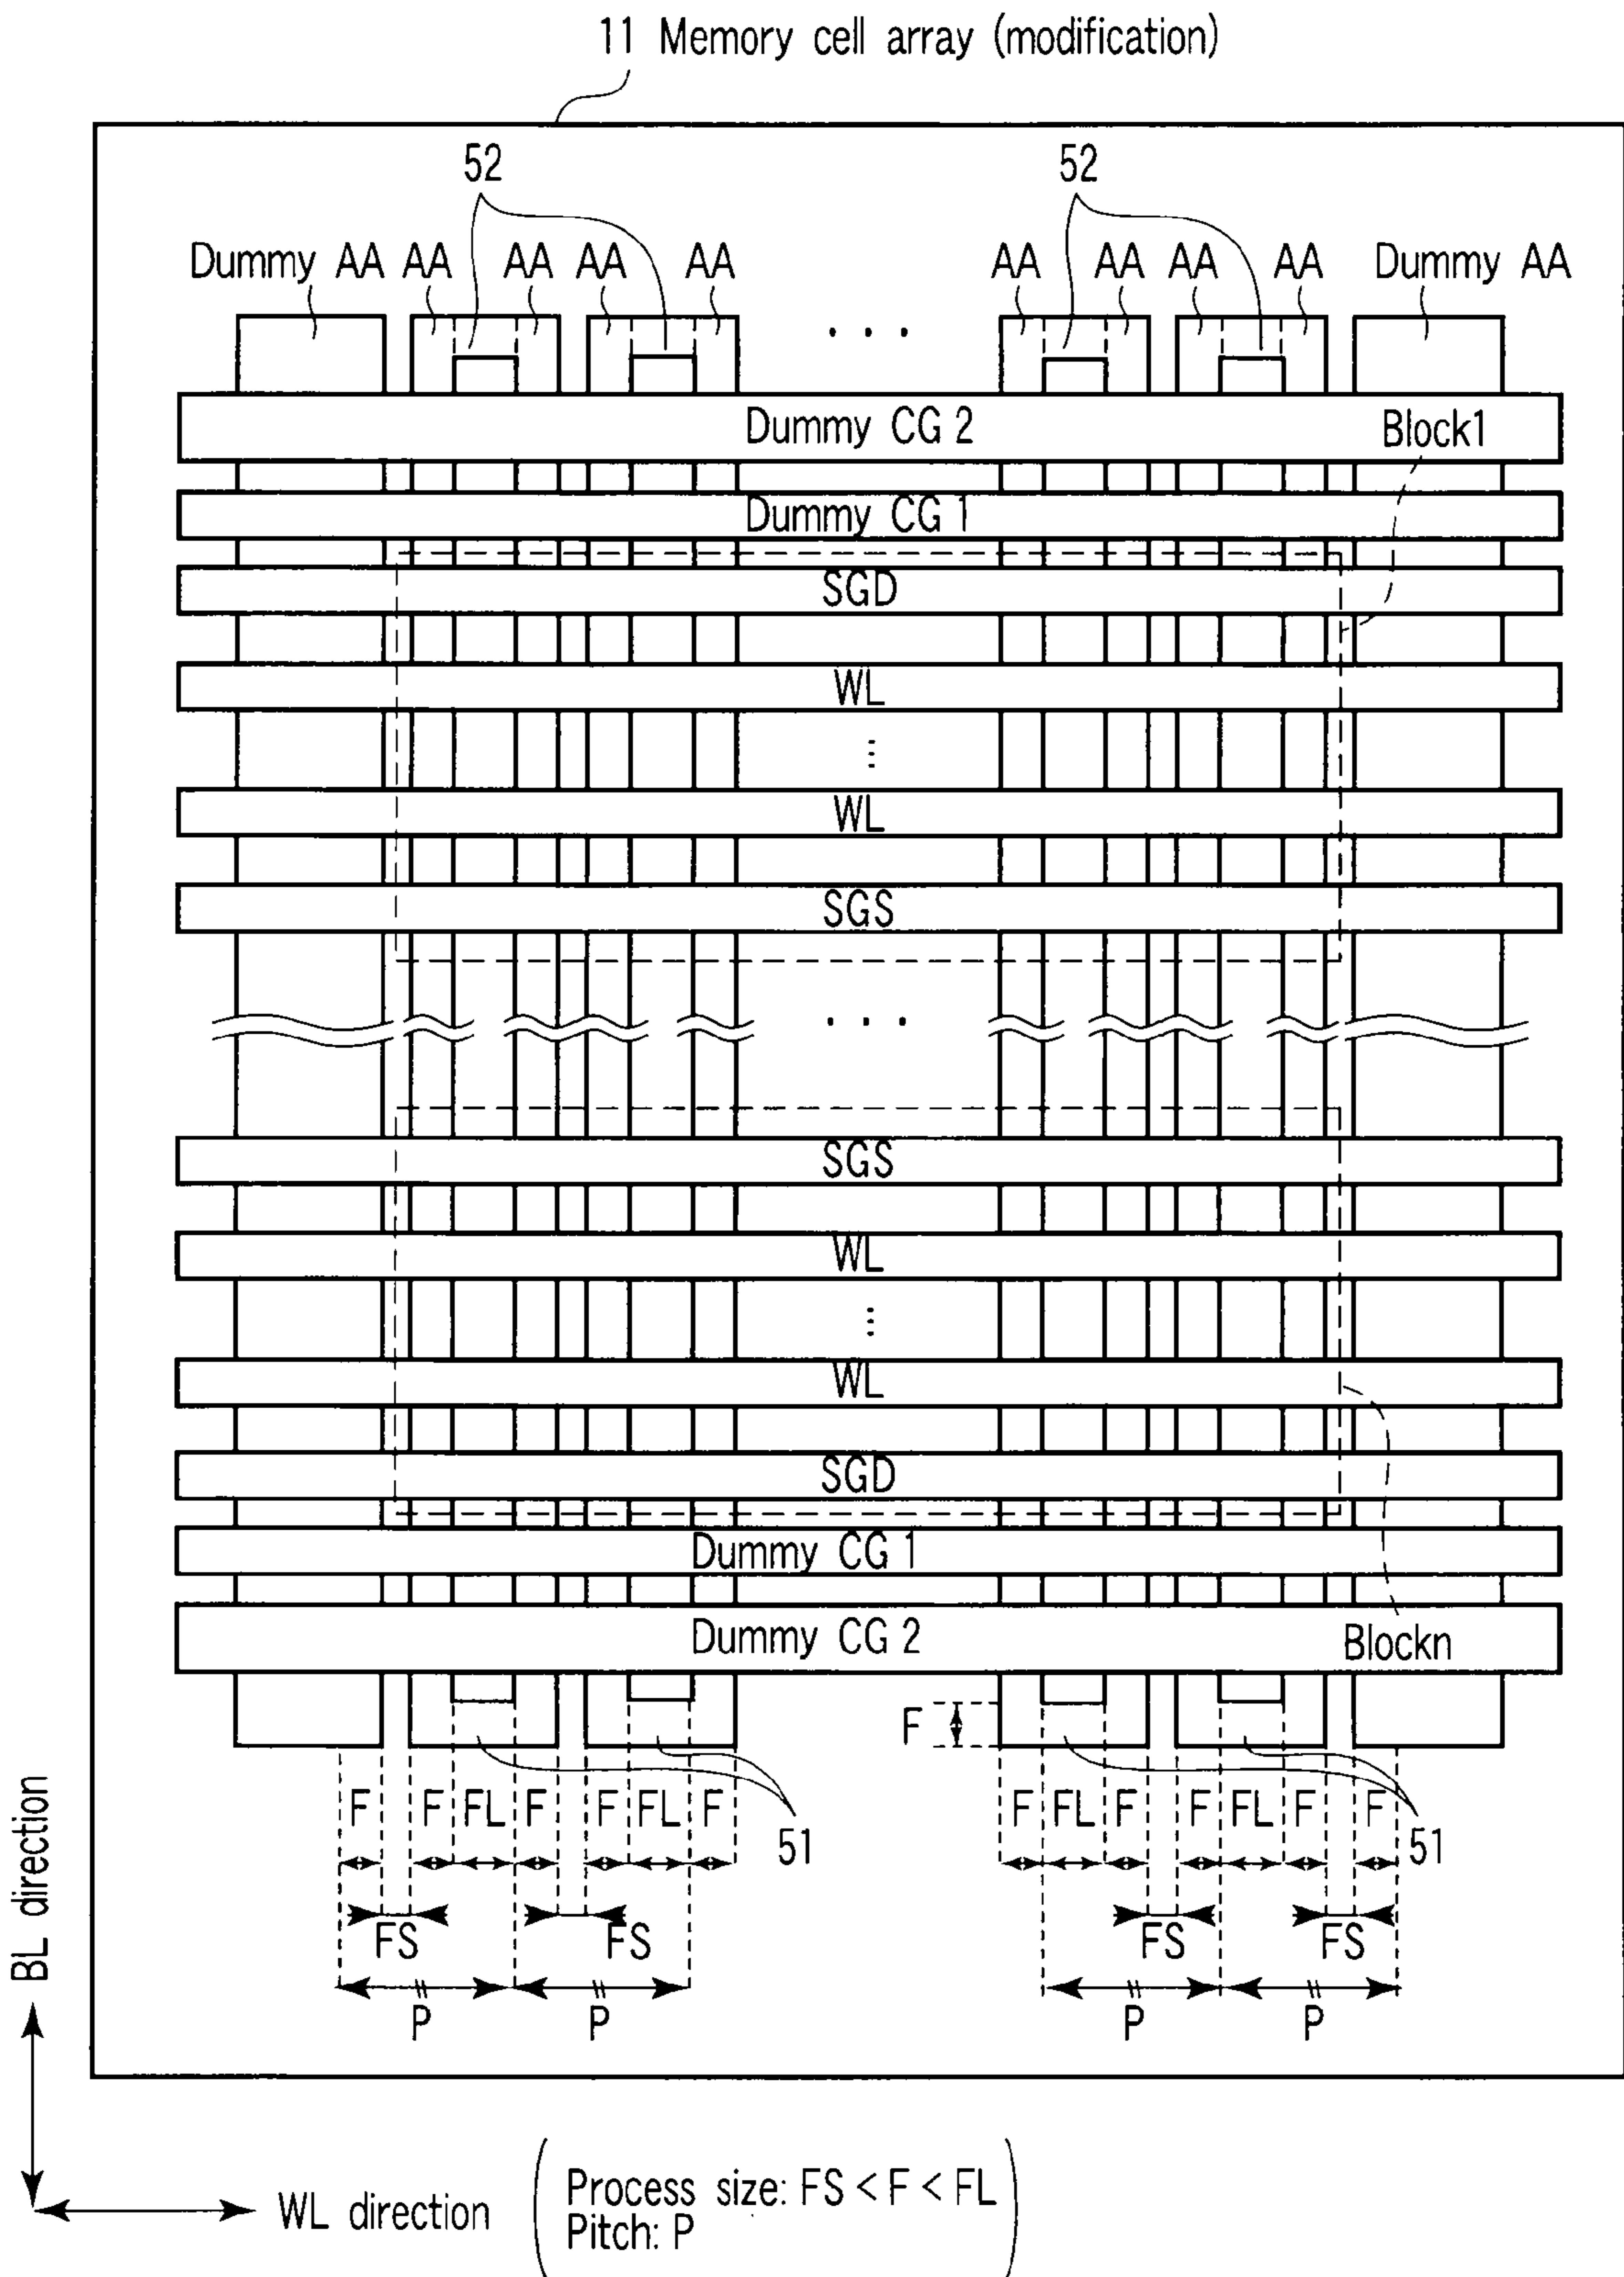 11 Memory cell array (modification)
52 52
Dummy AA AA AA AA AA ... AA AA AA AA Dummy AA
Dummy CG 2 Block1
Dummy CG 1
SGD
WL
...
WL
SGS
...
SGS
WL
...
WL
SGD
Dummy CG 1
Dummy CG 2 Blockn
F
F F FL F F FL F F FL F F FL F F
51 51
FS FS FS FS
P P P P
BL direction
WL direction
Process size: FS < F < FL
Pitch: P